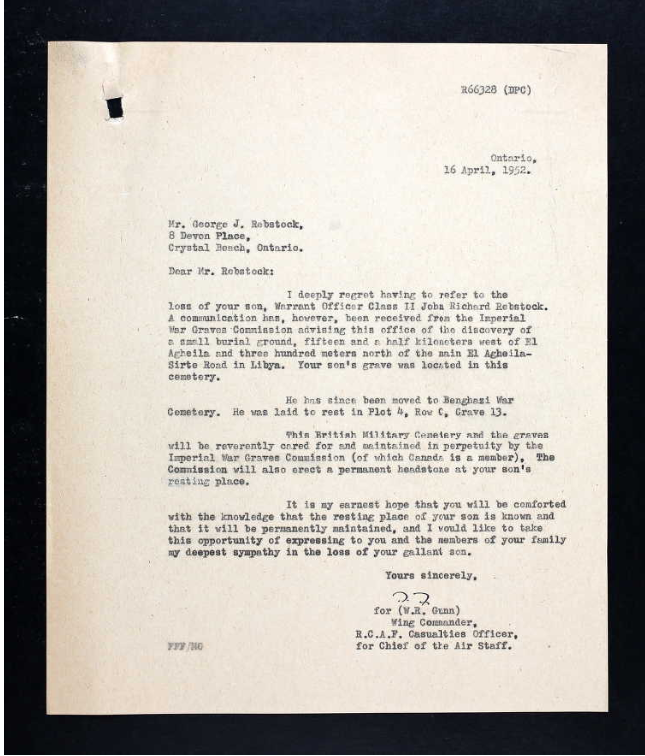 R66328 (DPC)
Ontario,
16 April, 1952.
Mr. George J. Rebstock,
8 Devon Place,
Crystal Beach, Ontario.
Dear Mr. Rebstock:
I deeply regret having to refer to the
loss of your son, Warrant Officer Class II John Richard Rebstock.
A communication has, however, been received from the Imperial
War Graves Commission advising this office of the discovery of
a small burial ground, fifteen and a half kilometers west of El
Agheila and three hundred meters north of the main El Agheila-
Sirte Road in Libya. Your son's grave was located in this
cemetery.
He has since been moved to Benghazi War
Cemetery. He was laid to rest in Plot 4, Row C, Grave 13.
This British Military Cemetery and the graves
will be reverently cared for and maintained in perpetuity by the
Imperial War Graves Commission (of which Canada is a member). The
Commission will also erect a permanent headstone at your son's
resting place.
It is my earnest hope that you will be comforted
with the knowledge that the resting place of your son is known and
that it will be permanently maintained, and I would like to take
this opportunity of expressing to you and the members of your family
my deepest sympathy in the loss of your gallant son.
Yours sincerely,
for (W.R. Gunn)
Wing Commander,
R.C.A.F. Casualties Officer,
for Chief of the Air Staff.